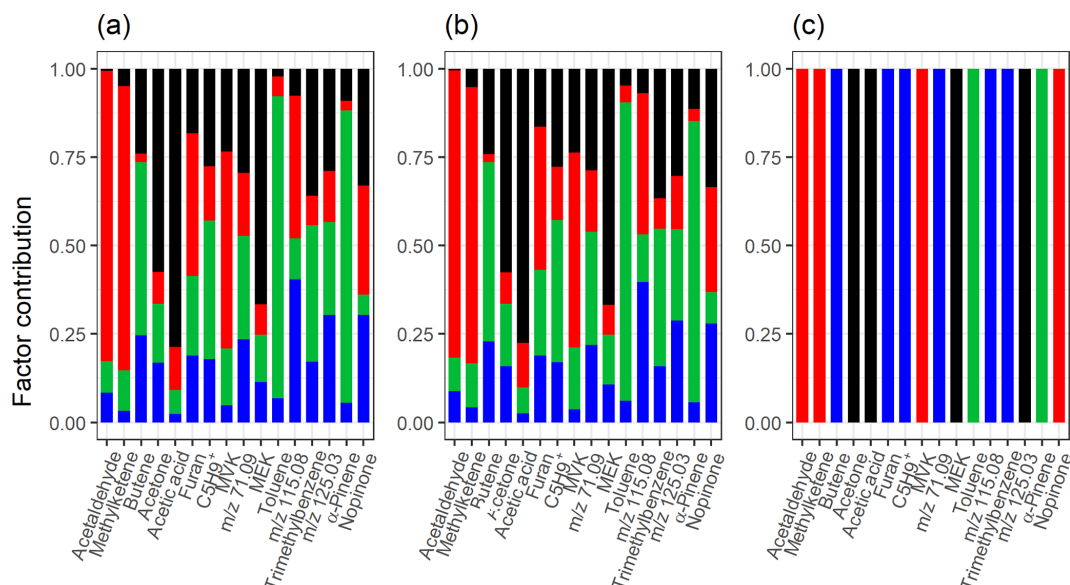 (a)
(b)
(c)
Factor contribution
1.00
0.75
0.50
0.25
0.00
Acetaldehyde
Methylketene
Butene
Acetone
Acetic acid
Furan
C5H9+
MVK
m/z 71.09
MEK
Toluene
m/z 115.08
Trimethylbenzene
m/z 125.03
α-Pinene
Nopinone
1.00
0.75
0.50
0.25
0.00
Acetaldehyde
Methylketene
Butene
Acetone
Acetic acid
Furan
C5H9+
MVK
m/z 71.09
MEK
Toluene
m/z 115.08
Trimethylbenzene
m/z 125.03
α-Pinene
Nopinone
1.00
0.75
0.50
0.25
0.00
Acetaldehyde
Methylketene
Butene
Acetone
Acetic acid
Furan
C5H9+
MVK
m/z 71.09
MEK
Toluene
m/z 115.08
Trimethylbenzene
m/z 125.03
α-Pinene
Nopinone